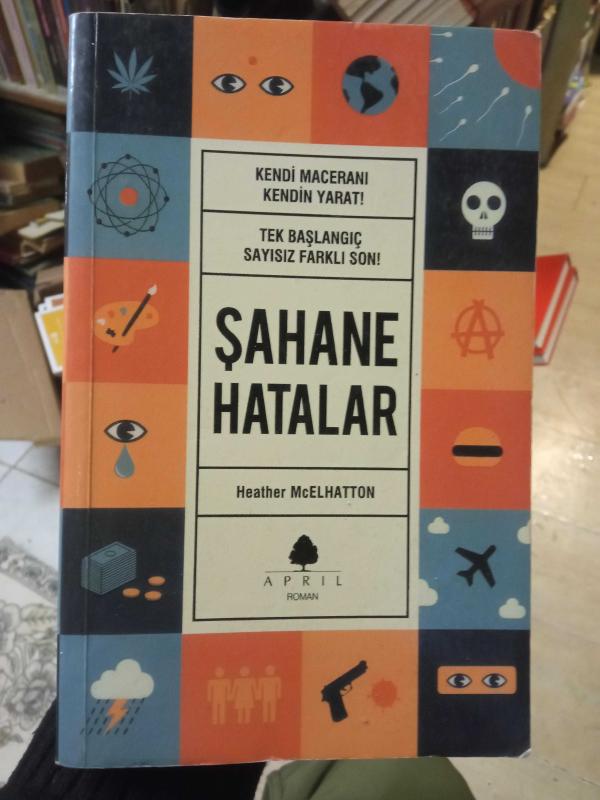 KENDİ MACERANI
KENDİN YARAT!
TEK BAŞLANGIÇ
SAYISIZ FARKLI SON!
ŞAHANE
HATALAR
Heather McELHATTON
APRIL
ROMAN